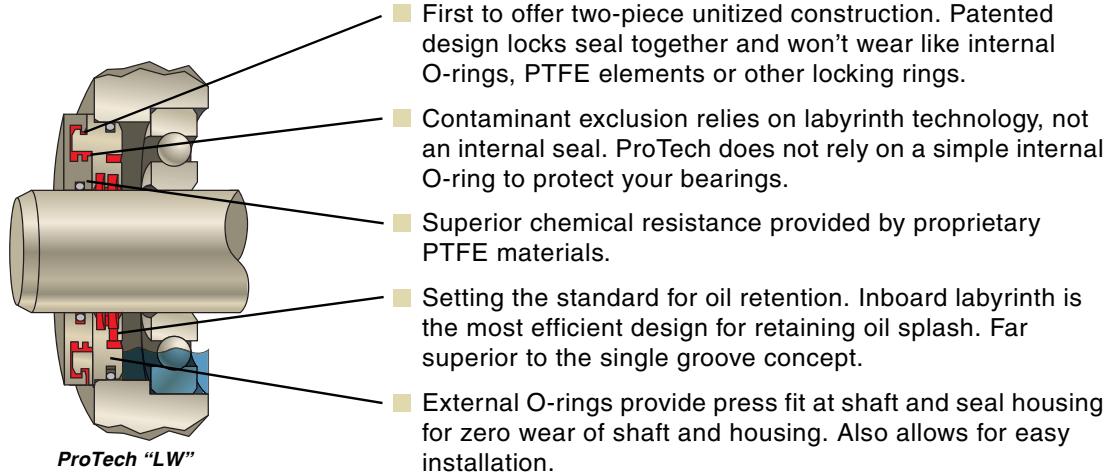 First to offer two-piece unitized construction. Patented
design locks seal together and won’t wear like internal
O-rings, PTFE elements or other locking rings.
Contaminant exclusion relies on labyrinth technology, not
an internal seal. ProTech does not rely on a simple internal
O-ring to protect your bearings.
Superior chemical resistance provided by proprietary
PTFE materials.
Setting the standard for oil retention. Inboard labyrinth is
the most efficient design for retaining oil splash. Far
superior to the single groove concept.
External O-rings provide press fit at shaft and seal housing
for zero wear of shaft and housing. Also allows for easy
installation.
ProTech “LW”